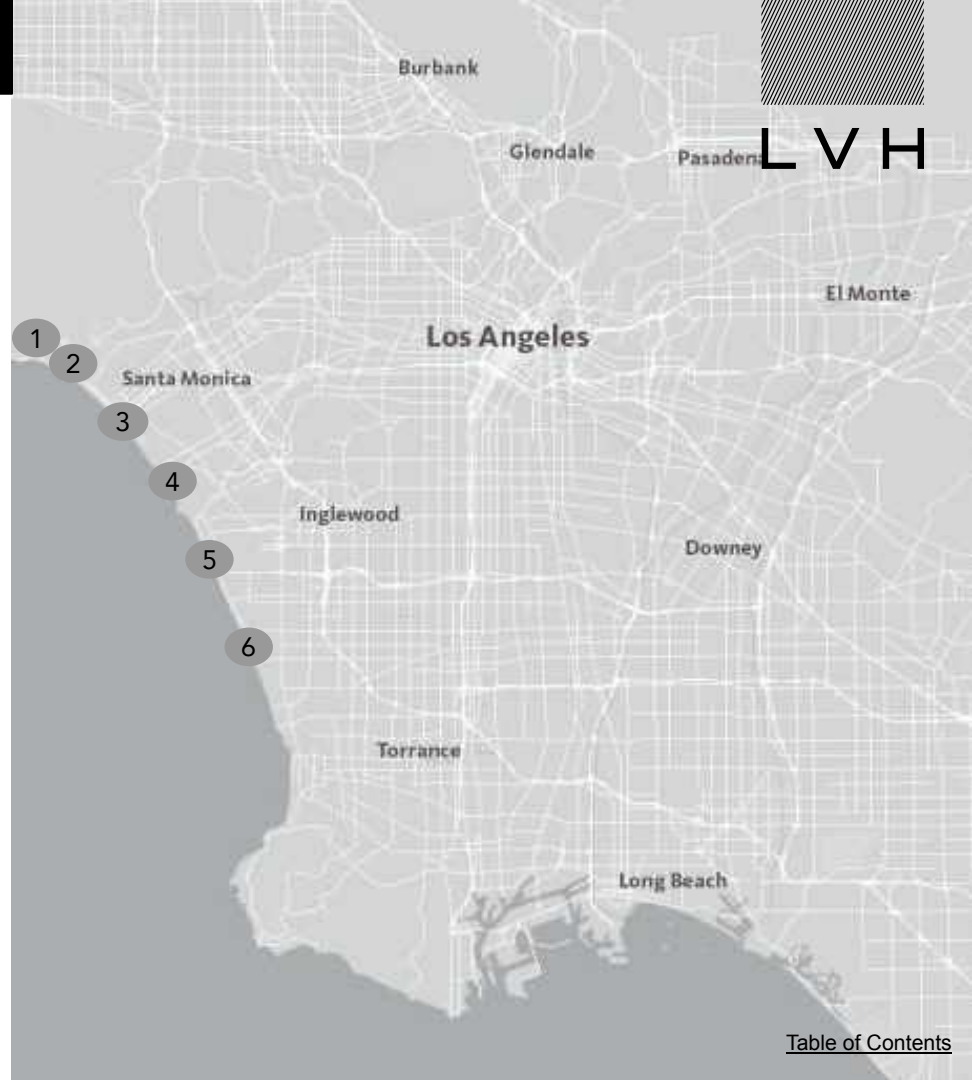 Burbank
Glendale
Pasadena
L V H
El Monte
Los Angeles
1
2
Santa Monica
3
4
Inglewood
Downey
5
6
Torrance
Long Beach
Table of Contents